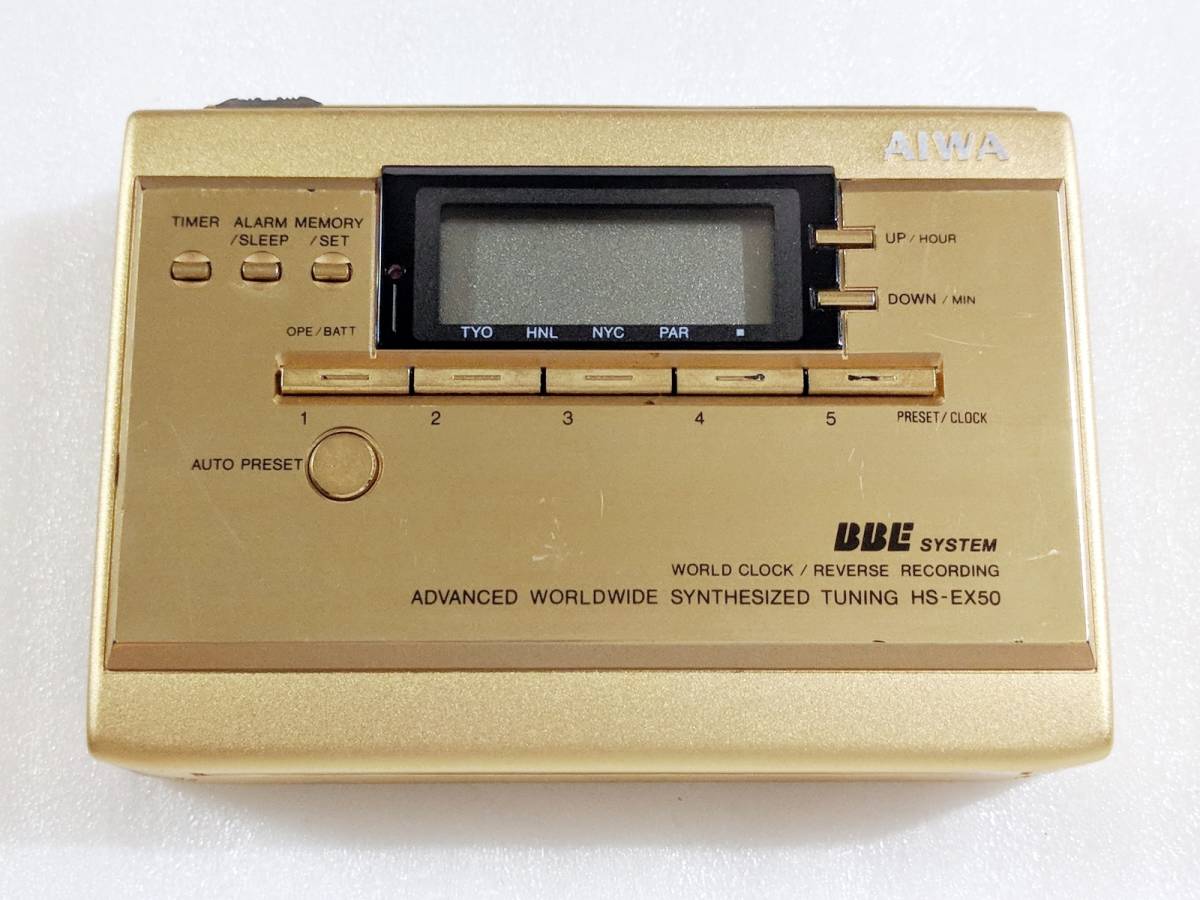 AIWA
TIMER
ALARM
/SLEEP
MEMORY
/SET
UP / HOUR
DOWN / MIN
OPE / BATT
TYO HNL NYC PAR
1 2 3 4 5 PRESET / CLOCK
AUTO PRESET
BBE SYSTEM
WORLD CLOCK / REVERSE RECORDING
ADVANCED WORLDWIDE SYNTHESIZED TUNING HS-EX50